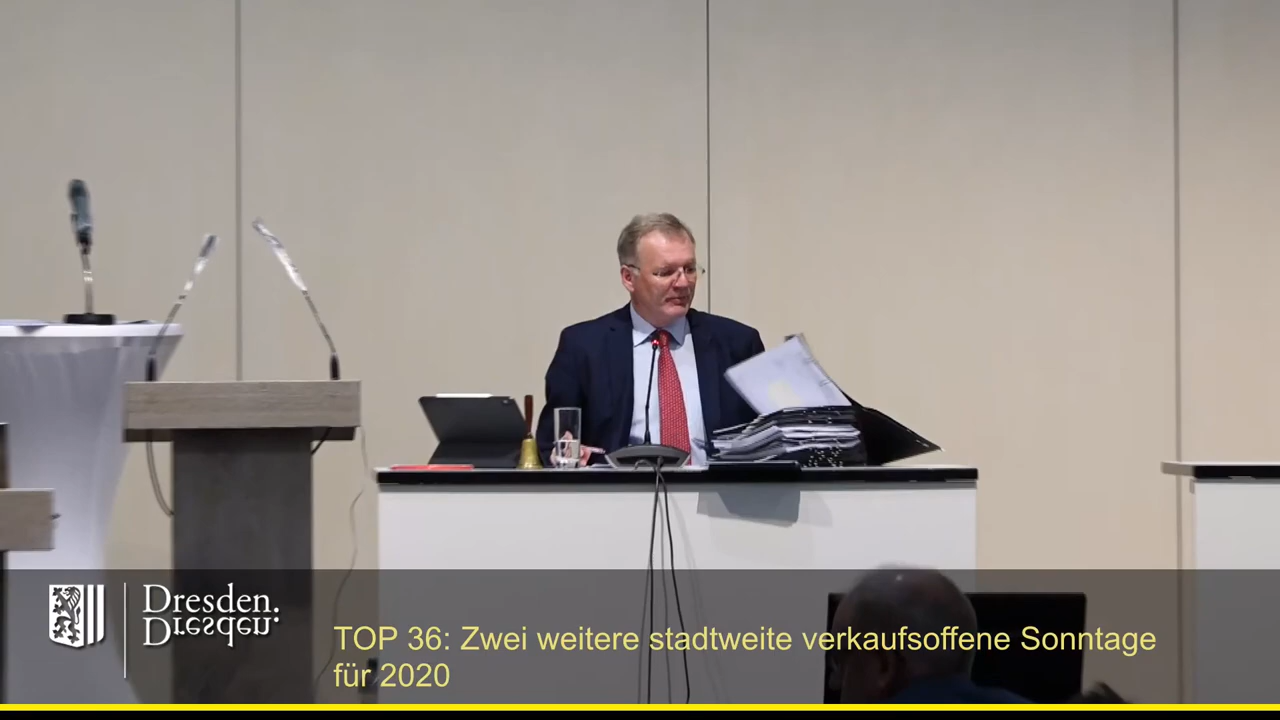 Dresden.
Dresden.
TOP 36: Zwei weitere stadtweite verkaufsoffene Sonntage
für 2020